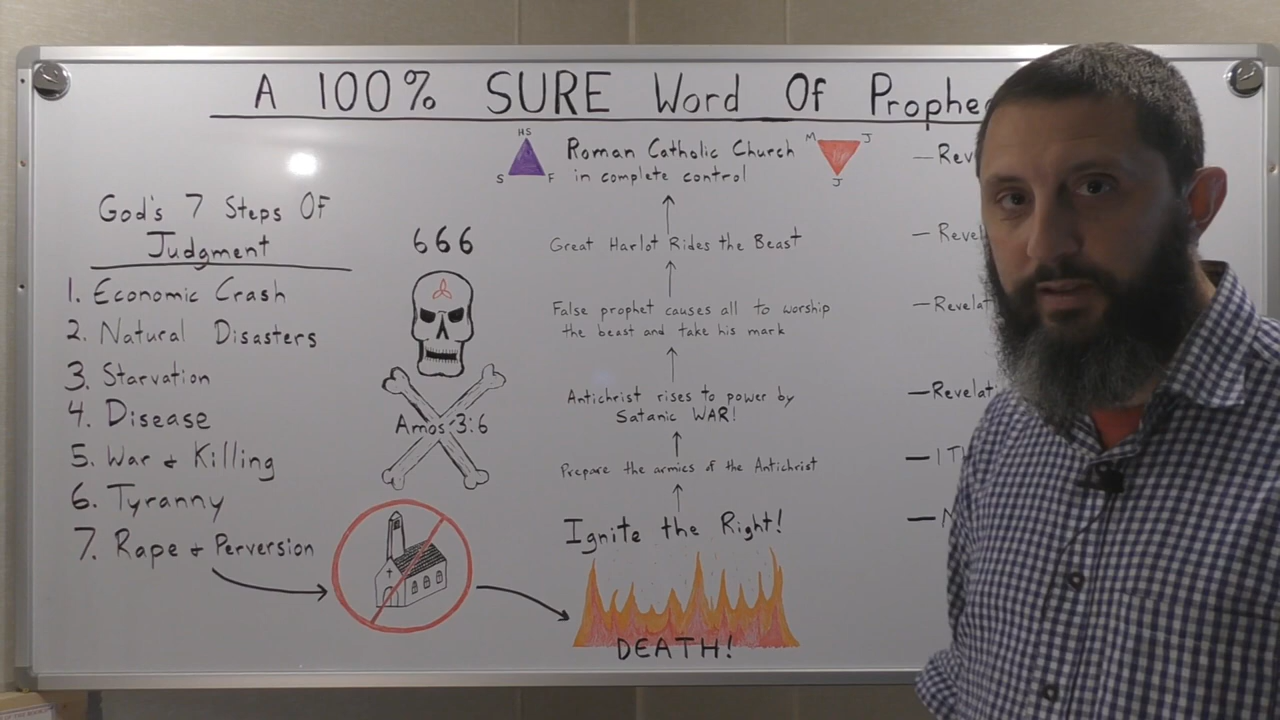 A 100% SURE Word Of Prophe
God's 7 Steps Of
Judgment
1. Economic Crash
2. Natural Disasters
3. Starvation
4. Disease
5. War & Killing
6. Tyranny
7. Rape & Perversion
666
Amos 3:6
HS
S F
Roman Catholic Church
in complete control
M J
J
Great Harlot Rides the Beast
False prophet causes all to worship
the beast and take his mark
Antichrist rises to power by
Satanic WAR!
Prepare the armies of the Antichrist
Ignite the Right!
DEATH!
— Rev
— Revel
— Revelat
— Revelati
— 1 Th